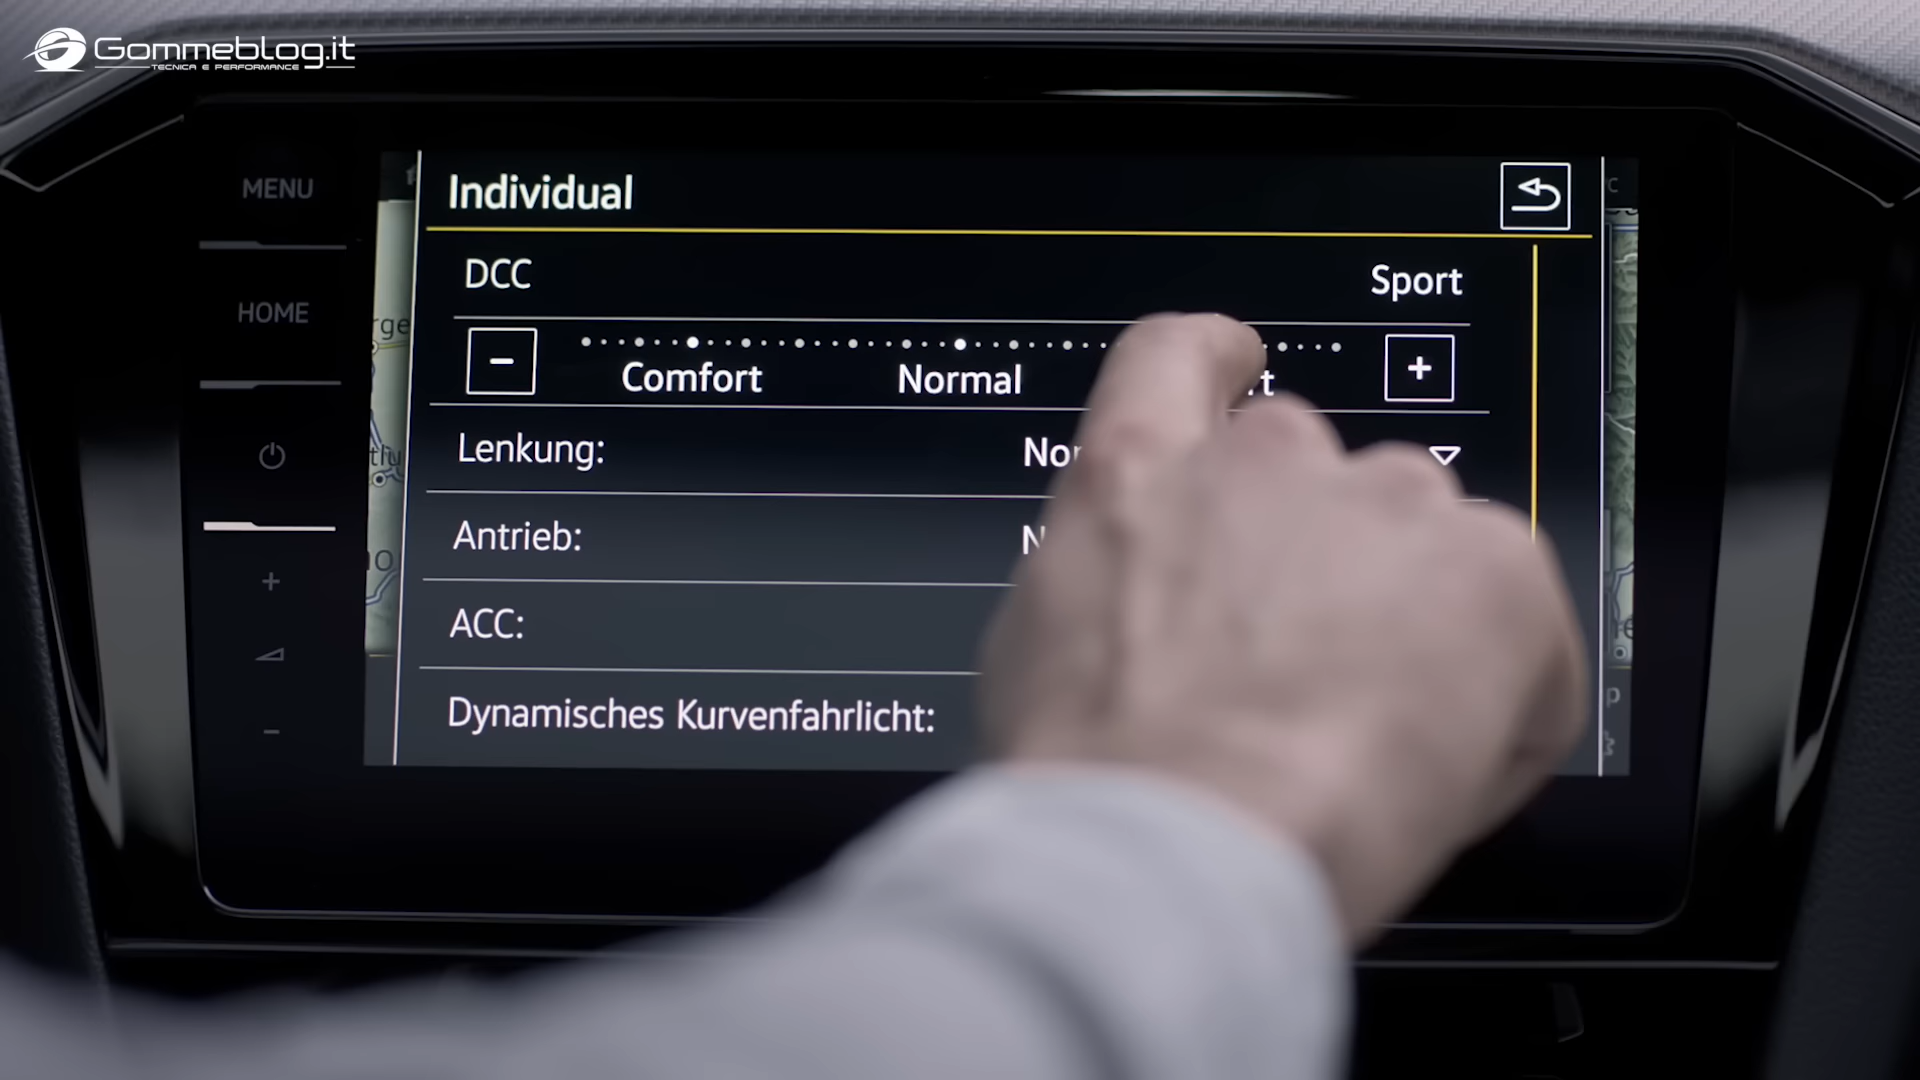 Gommeblog.it
TECNICA E PERFORMANCE
MENU
HOME
Individual
DCC
Sport
Comfort
Normal
Lenkung:
Antrieb:
ACC:
Dynamisches Kurvenfahrlicht: